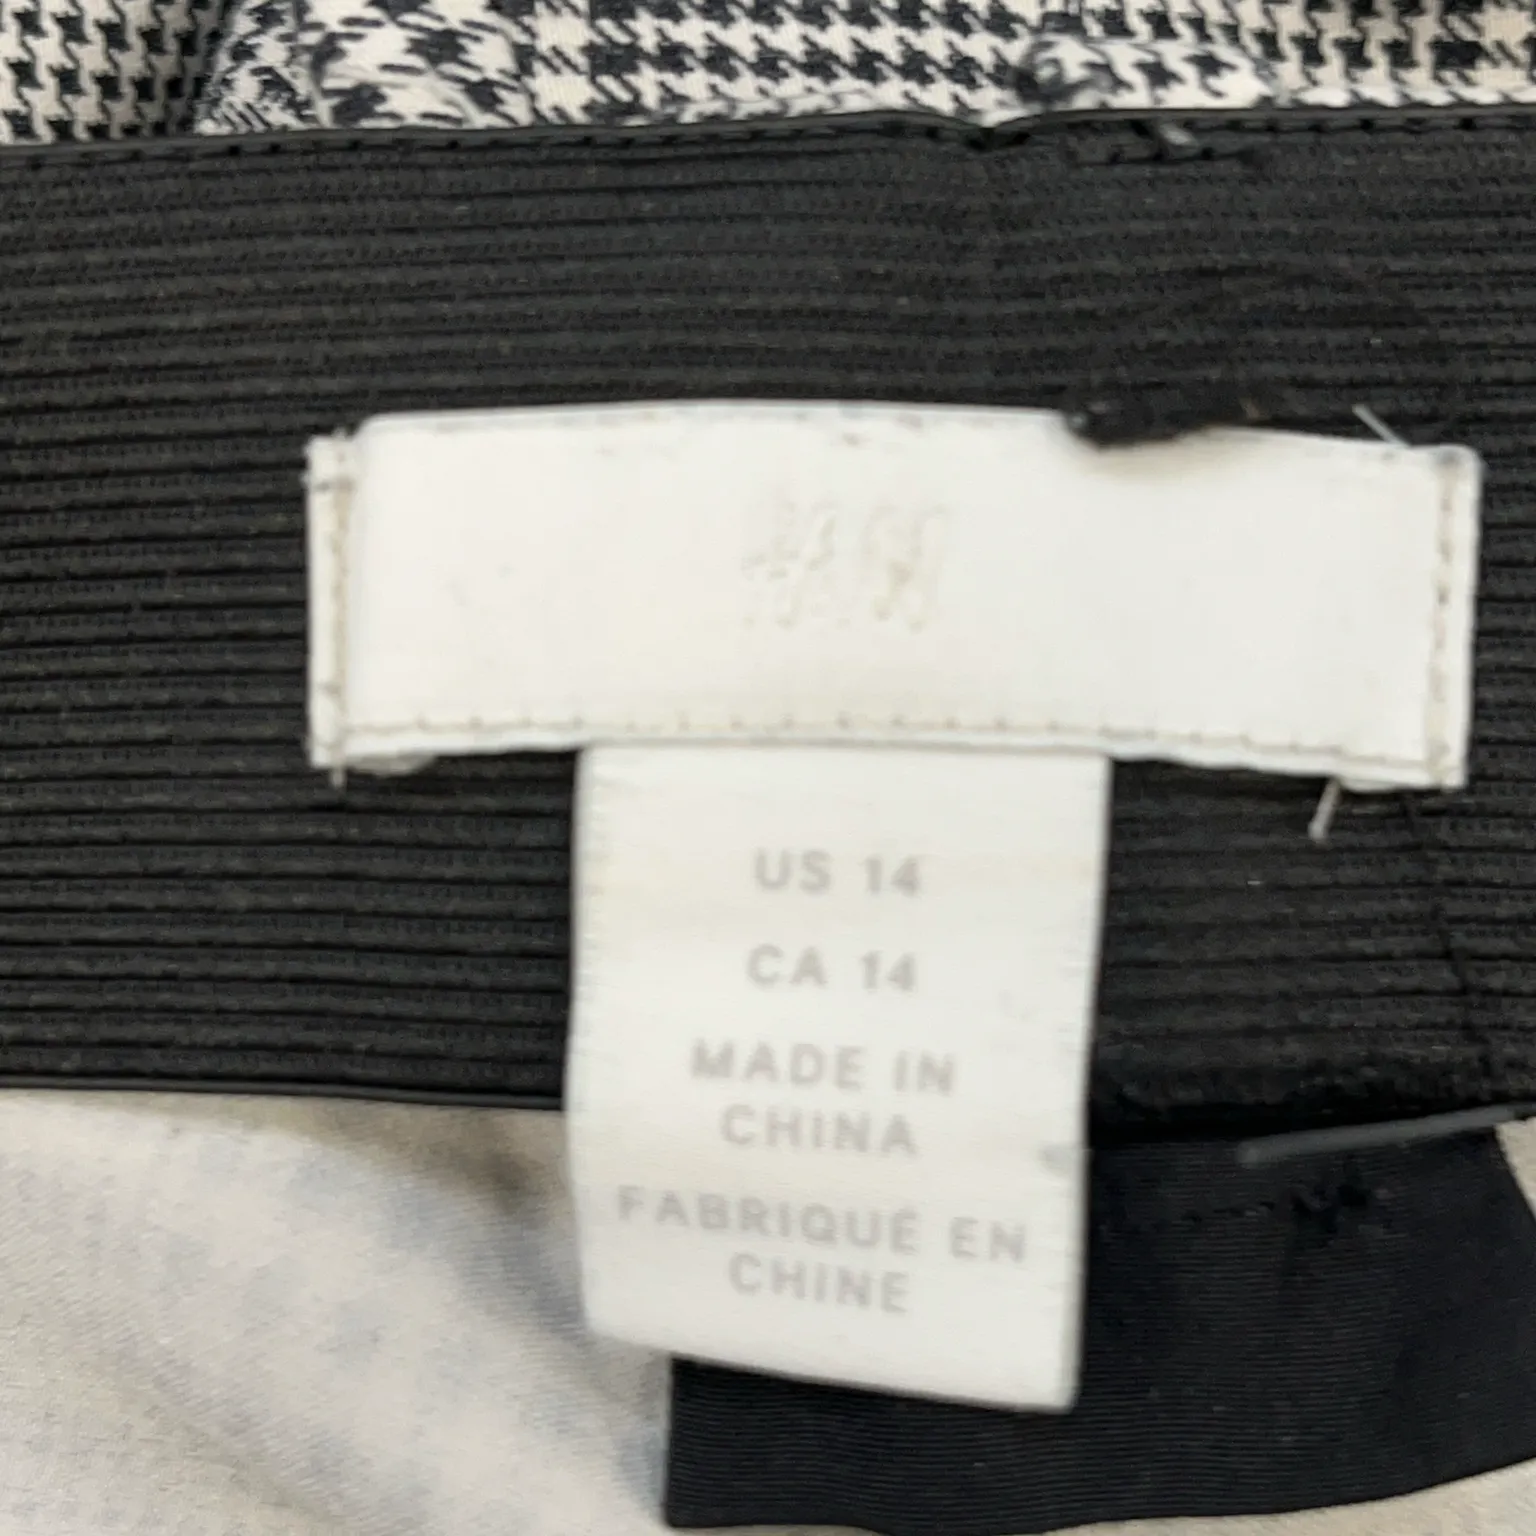 US 14
CA 14
MADE IN
CHINA
FABRIQUÉ EN
CHINE